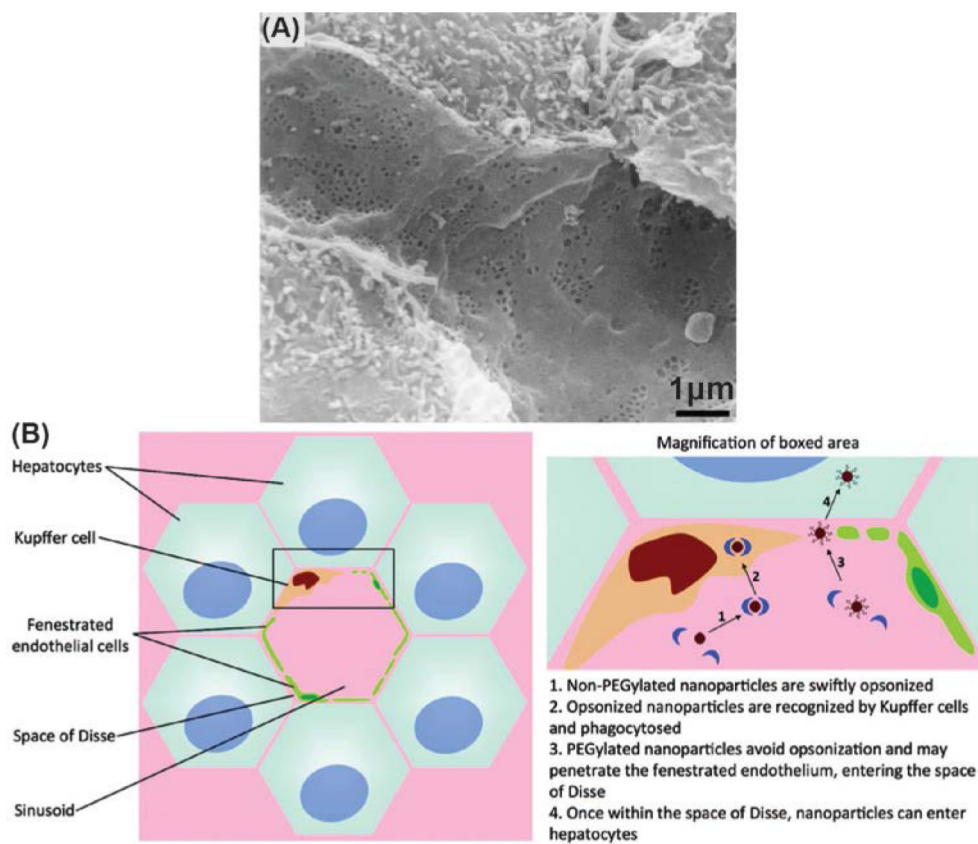 (A)
1µm
(B)
Hepatocytes
Kupffer cell
Fenestrated
endothelial cells
Space of Disse
Sinusoid
Magnification of boxed area
4
2
3
1
1. Non-PEGylated nanoparticles are swiftly opsonized
2. Opsonized nanoparticles are recognized by Kupffer cells
and phagocytosed
3. PEGylated nanoparticles avoid opsonization and may
penetrate the fenestrated endothelium, entering the space
of Disse
4. Once within the space of Disse, nanoparticles can enter
hepatocytes